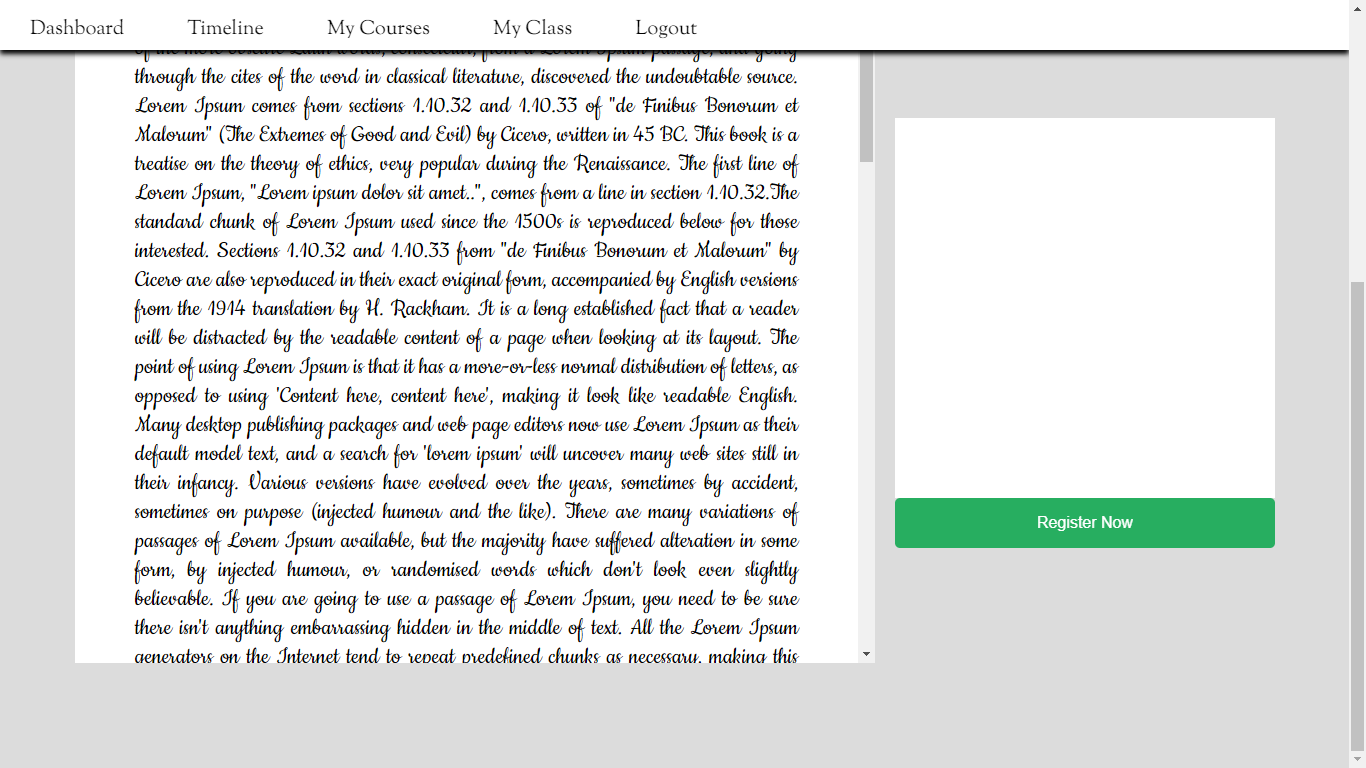 Dashboard Timeline My Courses My Class Logout
of the more obscure Latin words, consectetur, from a Lorem Ipsum passage, and going
through the cites of the word in classical literature, discovered the undoubtable source.
Lorem Ipsum comes from sections 1.10.32 and 1.10.33 of "de Finibus Bonorum et
Malorum" (The Extremes of Good and Evil) by Cicero, written in 45 BC. This book is a
treatise on the theory of ethics, very popular during the Renaissance. The first line of
Lorem Ipsum, "Lorem ipsum dolor sit amet..", comes from a line in section 1.10.32.The
standard chunk of Lorem Ipsum used since the 1500s is reproduced below for those
interested. Sections 1.10.32 and 1.10.33 from "de Finibus Bonorum et Malorum" by
Cicero are also reproduced in their exact original form, accompanied by English versions
from the 1914 translation by H. Rackham. It is a long established fact that a reader
will be distracted by the readable content of a page when looking at its layout. The
point of using Lorem Ipsum is that it has a more-or-less normal distribution of letters, as
opposed to using 'Content here, content here', making it look like readable English.
Many desktop publishing packages and web page editors now use Lorem Ipsum as their
default model text, and a search for 'lorem ipsum' will uncover many web sites still in
their infancy. Various versions have evolved over the years, sometimes by accident,
sometimes on purpose (injected humour and the like). There are many variations of
passages of Lorem Ipsum available, but the majority have suffered alteration in some
form, by injected humour, or randomised words which don't look even slightly
believable. If you are going to use a passage of Lorem Ipsum, you need to be sure
there isn't anything embarrassing hidden in the middle of text. All the Lorem Ipsum
generators on the Internet tend to repeat predefined chunks as necessary, making this
Register Now